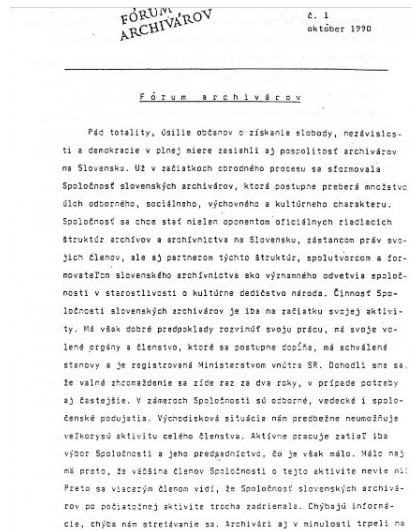 FÓRUM
ARCHIVÁROV
č. 1
október 1990
Fórum archivárov
Pád totality, úsilie občanov o získanie slobody, nezávislos-
ti a demokracie v plnej miere zasiahli aj pospolitosť archivárov
na Slovensku. Už v začiatkoch obrodného procesu sa sformovala
Spoločnosť slovenských archivárov, ktorá postupne preberá množstvo
úloh odborného, sociálneho, výchovného a kultúrneho charakteru.
Spoločnosť sa chce stať nielen oponentom oficiálnych riadiacich
štruktúr archívov a archívnictva na Slovensku, zástancom práv svo-
jich členov, ale aj partnerom týchto štruktúr, spolutvorcom a for-
movateľom slovenského archívnictva ako významného odvetvia spoloč-
nosti v starostlivosti o kultúrne dedičstvo národa. Činnosť Spo-
ločnosti slovenských archivárov je iba na začiatku svojej aktivi-
ty. Má však dobré predpoklady rozvinúť svoju prácu, má svoje vo-
lené orgány a členstvo, ktoré sa postupne dopĺňa, má schválené
stanovy a je registrovaná Ministerstvom vnútra SR. Dohodli sme sa,
že valné zhromaždenie sa zíde raz za dva roky, v prípade potreby
aj častejšie. V zámeroch Spoločnosti sú odborné, vedecké i spolo-
čenské podujatia. Východisková situácia nám predbežne neumožňuje
veľkorysú aktivitu celého členstva. Aktívne pracuje zatiaľ iba
výbor Spoločnosti a jeho predsedníctvo, čo je však málo. Málo naj-
mä preto, že väčšina členov Spoločnosti o tejto aktivite nevie nič.
Preto sa viacerým členom vidí, že Spoločnosť slovenských archivá-
rov po počiatočnej aktivite trocha zadriemala. Chýbajú informá-
cie, chýba nám stretávanie sa. Archivári aj v minulosti trpeli na